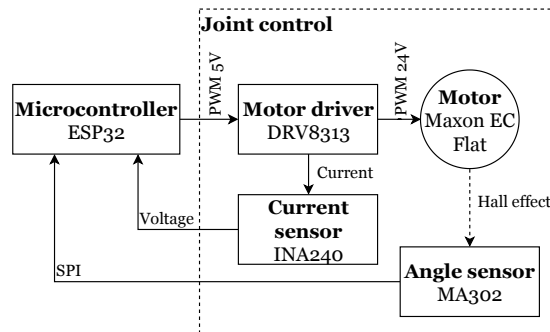 Joint control
Microcontroller
ESP32
PWM 5V
Motor driver
DRV8313
PWM 24V
Motor
Maxon EC
Flat
Current
Hall effect
Voltage
Current
sensor
INA240
SPI
Angle sensor
MA302